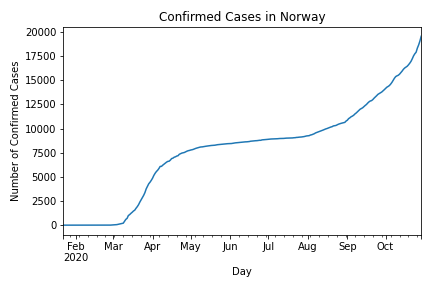 Confirmed Cases in Norway
Number of Confirmed Cases
20000
17500
15000
12500
10000
7500
5000
2500
0
Feb Mar Apr May Jun Jul Aug Sep Oct
2020
Day